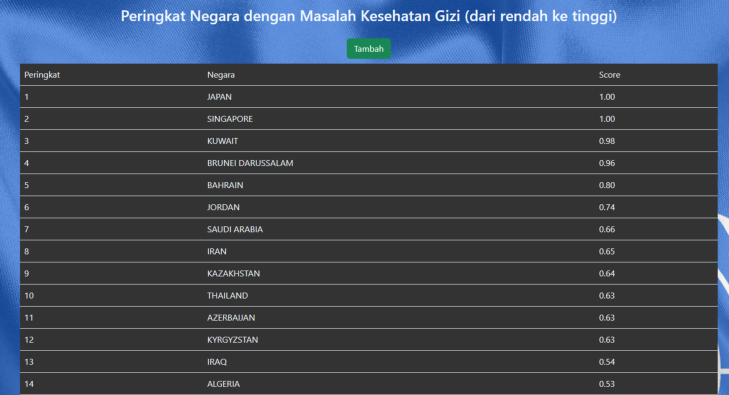 Peringkat Negara dengan Masalah Kesehatan Gizi (dari rendah ke tinggi)
Tambah
Peringkat Negara Score
1 JAPAN 1.00
2 SINGAPORE 1.00
3 KUWAIT 0.98
4 BRUNEI DARUSSALAM 0.96
5 BAHRAIN 0.80
6 JORDAN 0.74
7 SAUDI ARABIA 0.66
8 IRAN 0.65
9 KAZAKHSTAN 0.64
10 THAILAND 0.63
11 AZERBAIJAN 0.63
12 KYRGYZSTAN 0.63
13 IRAQ 0.54
14 ALGERIA 0.53